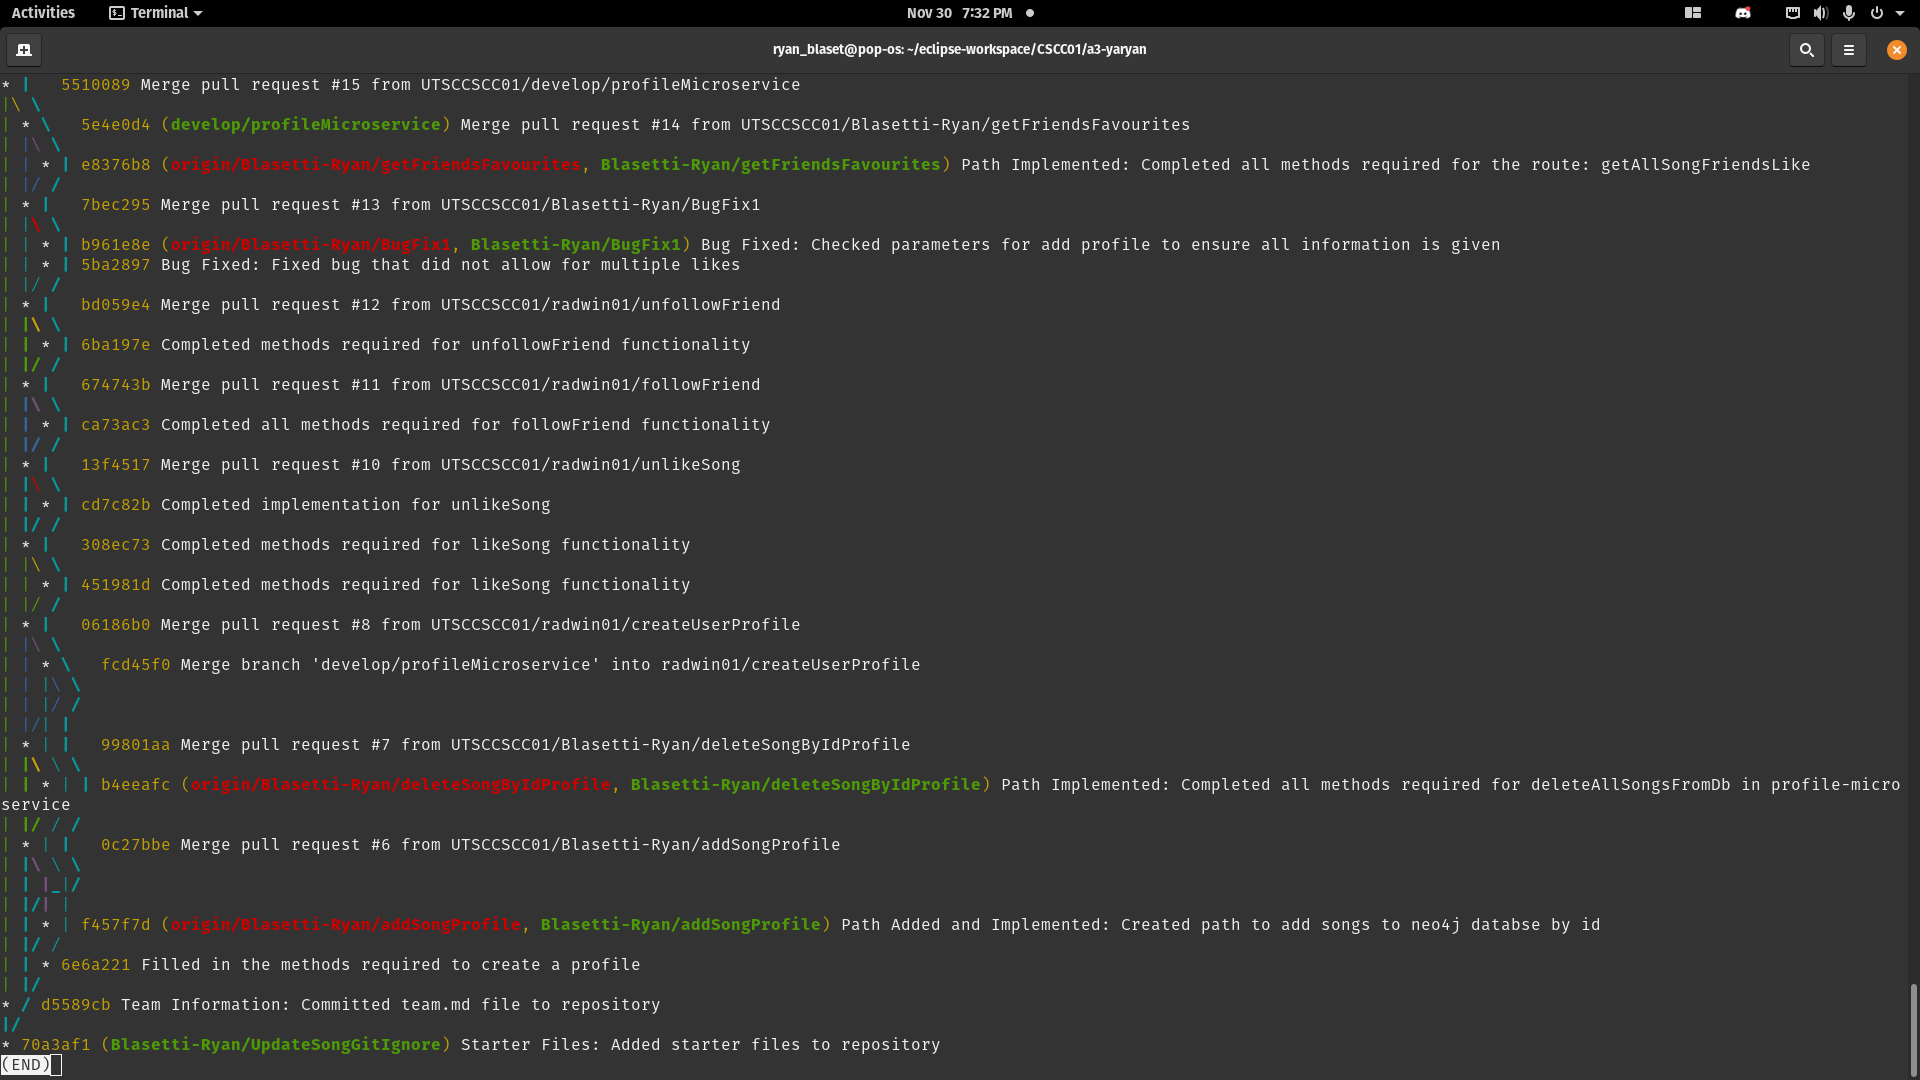 Activities Terminal Nov 30 7:32 PM
ryan_blaset@pop-os: ~/eclipse-workspace/CSCC01/a3-yaryan
* | 5510089 Merge pull request #15 from UTSCCSCC01/develop/profileMicroservice
|\ \
| * \ 5e4e0d4 (develop/profileMicroservice) Merge pull request #14 from UTSCCSCC01/Blasetti-Ryan/getFriendsFavourites
| |\ \
| | * | e8376b8 (origin/Blasetti-Ryan/getFriendsFavourites, Blasetti-Ryan/getFriendsFavourites) Path Implemented: Completed all methods required for the route: getAllSongFriendsLike
| |/ /
| * | 7bec295 Merge pull request #13 from UTSCCSCC01/Blasetti-Ryan/BugFix1
| |\ \
| | * | b961e8e (origin/Blasetti-Ryan/BugFix1, Blasetti-Ryan/BugFix1) Bug Fixed: Checked parameters for add profile to ensure all information is given
| | * | 5ba2897 Bug Fixed: Fixed bug that did not allow for multiple likes
| |/ /
| * | bd059e4 Merge pull request #12 from UTSCCSCC01/radwin01/unfollowFriend
| |\ \
| | * | 6ba197e Completed methods required for unfollowFriend functionality
| |/ /
| * | 674743b Merge pull request #11 from UTSCCSCC01/radwin01/followFriend
| |\ \
| | * | ca73ac3 Completed all methods required for followFriend functionality
| |/ /
| * | 13f4517 Merge pull request #10 from UTSCCSCC01/radwin01/unlikeSong
| |\ \
| | * | cd7c82b Completed implementation for unlikeSong
| |/ /
| * | 308ec73 Completed methods required for likeSong functionality
| |\ \
| | * | 451981d Completed methods required for likeSong functionality
| |/ /
| * | 06186b0 Merge pull request #8 from UTSCCSCC01/radwin01/createUserProfile
| |\ \
| | * \ fcd45f0 Merge branch 'develop/profileMicroservice' into radwin01/createUserProfile
| | |\ \
| | |/ /
| |/| |
| * | | 99801aa Merge pull request #7 from UTSCCSCC01/Blasetti-Ryan/deleteSongByIdProfile
| |\ \ \
| | * | | b4eeafc (origin/Blasetti-Ryan/deleteSongByIdProfile, Blasetti-Ryan/deleteSongByIdProfile) Path Implemented: Completed all methods required for deleteAllSongsFromDb in profile-micro
service
| |/ / /
| * | | 0c27bbe Merge pull request #6 from UTSCCSCC01/Blasetti-Ryan/addSongProfile
| |\ \ \
| | |_|/
| |/| |
| | * | f457f7d (origin/Blasetti-Ryan/addSongProfile, Blasetti-Ryan/addSongProfile) Path Added and Implemented: Created path to add songs to neo4j databse by id
| |/ /
| | * 6e6a221 Filled in the methods required to create a profile
| |/
* / d5589cb Team Information: Committed team.md file to repository
|/
* 70a3af1 (Blasetti-Ryan/UpdateSongGitIgnore) Starter Files: Added starter files to repository
(END)